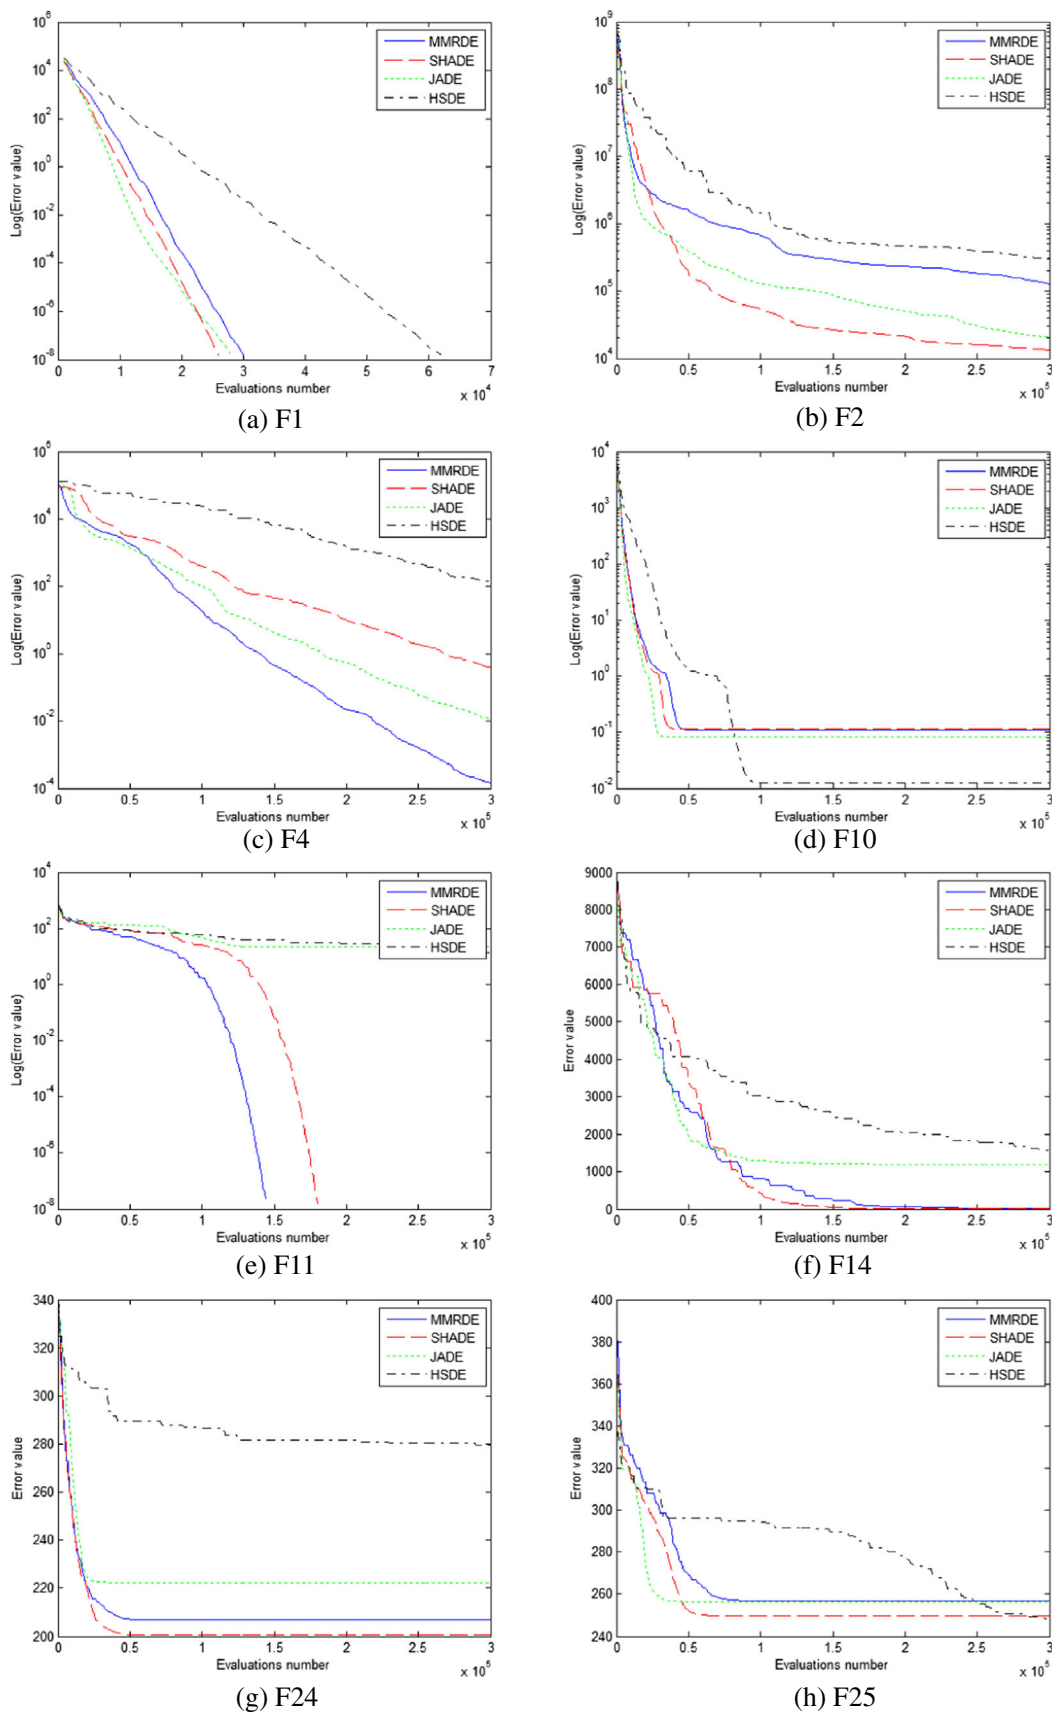 10^6
10^4
10^2
10^0
10^-2
10^-4
10^-6
10^-8
Log(Error value)
MMRDE
SHADE
JADE
HSDE
0 1 2 3 4 5 6 7
Evaluations number
x 10^4
(a) F1
10^9
10^8
10^7
10^6
10^5
10^4
Log(Error value)
MMRDE
SHADE
JADE
HSDE
0 0.5 1 1.5 2 2.5 3
Evaluations number
x 10^5
(b) F2
10^6
10^4
10^2
10^0
10^-2
10^-4
Log(Error value)
MMRDE
SHADE
JADE
HSDE
0 0.5 1 1.5 2 2.5 3
Evaluations number
x 10^5
(c) F4
10^4
10^3
10^2
10^1
10^0
10^-1
10^-2
Log(Error value)
MMRDE
SHADE
JADE
HSDE
0 0.5 1 1.5 2 2.5 3
Evaluations number
x 10^5
(d) F10
10^4
10^2
10^0
10^-2
10^-4
10^-6
10^-8
Log(Error value)
MMRDE
SHADE
JADE
HSDE
0 0.5 1 1.5 2 2.5 3
Evaluations number
x 10^5
(e) F11
9000
8000
7000
6000
5000
4000
3000
2000
1000
0
Error value
MMRDE
SHADE
JADE
HSDE
0 0.5 1 1.5 2 2.5 3
Evaluations number
x 10^5
(f) F14
340
320
300
280
260
240
220
200
Error value
MMRDE
SHADE
JADE
HSDE
0 0.5 1 1.5 2 2.5 3
Evaluations number
x 10^5
(g) F24
400
380
360
340
320
300
280
260
240
Error value
MMRDE
SHADE
JADE
HSDE
0 0.5 1 1.5 2 2.5 3
Evaluations number
x 10^5
(h) F25